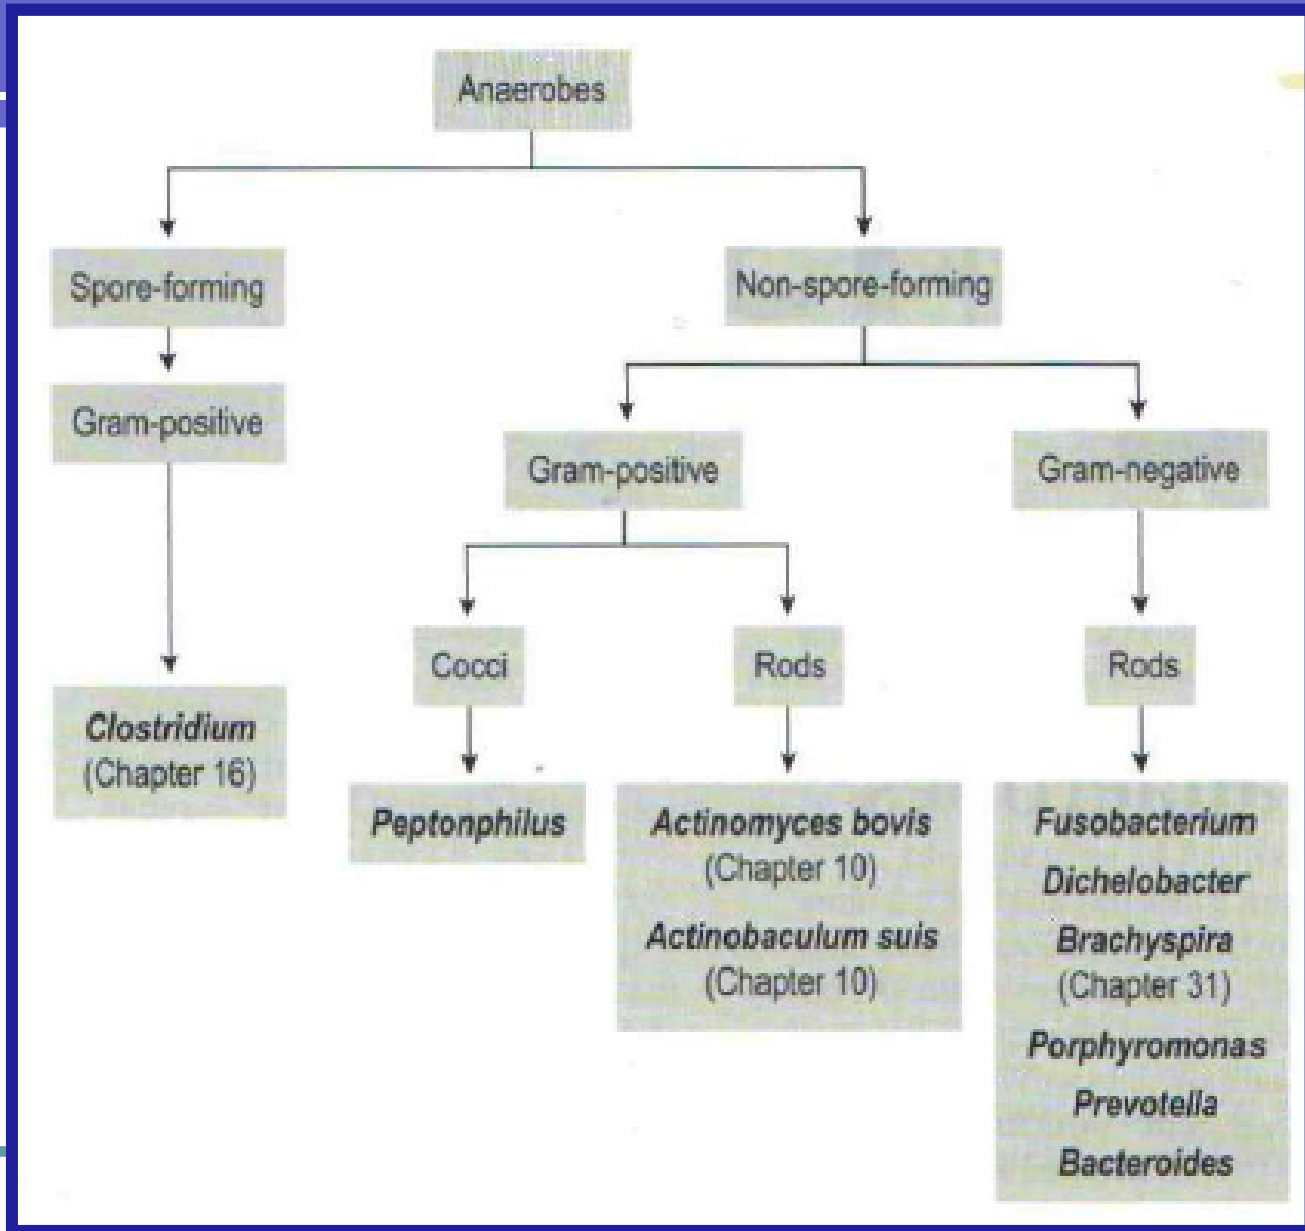 Anaerobes
Spore-forming
Non-spore-forming
Gram-positive
Gram-positive
Gram-negative
Cocci
Rods
Rods
Clostridium
(Chapter 16)
Peptonphilus
Actinomyces bovis
(Chapter 10)
Actinobaculum suis
(Chapter 10)
Fusobacterium
Dichelobacter
Brachyspira
(Chapter 31)
Porphyromonas
Prevotella
Bacteroides